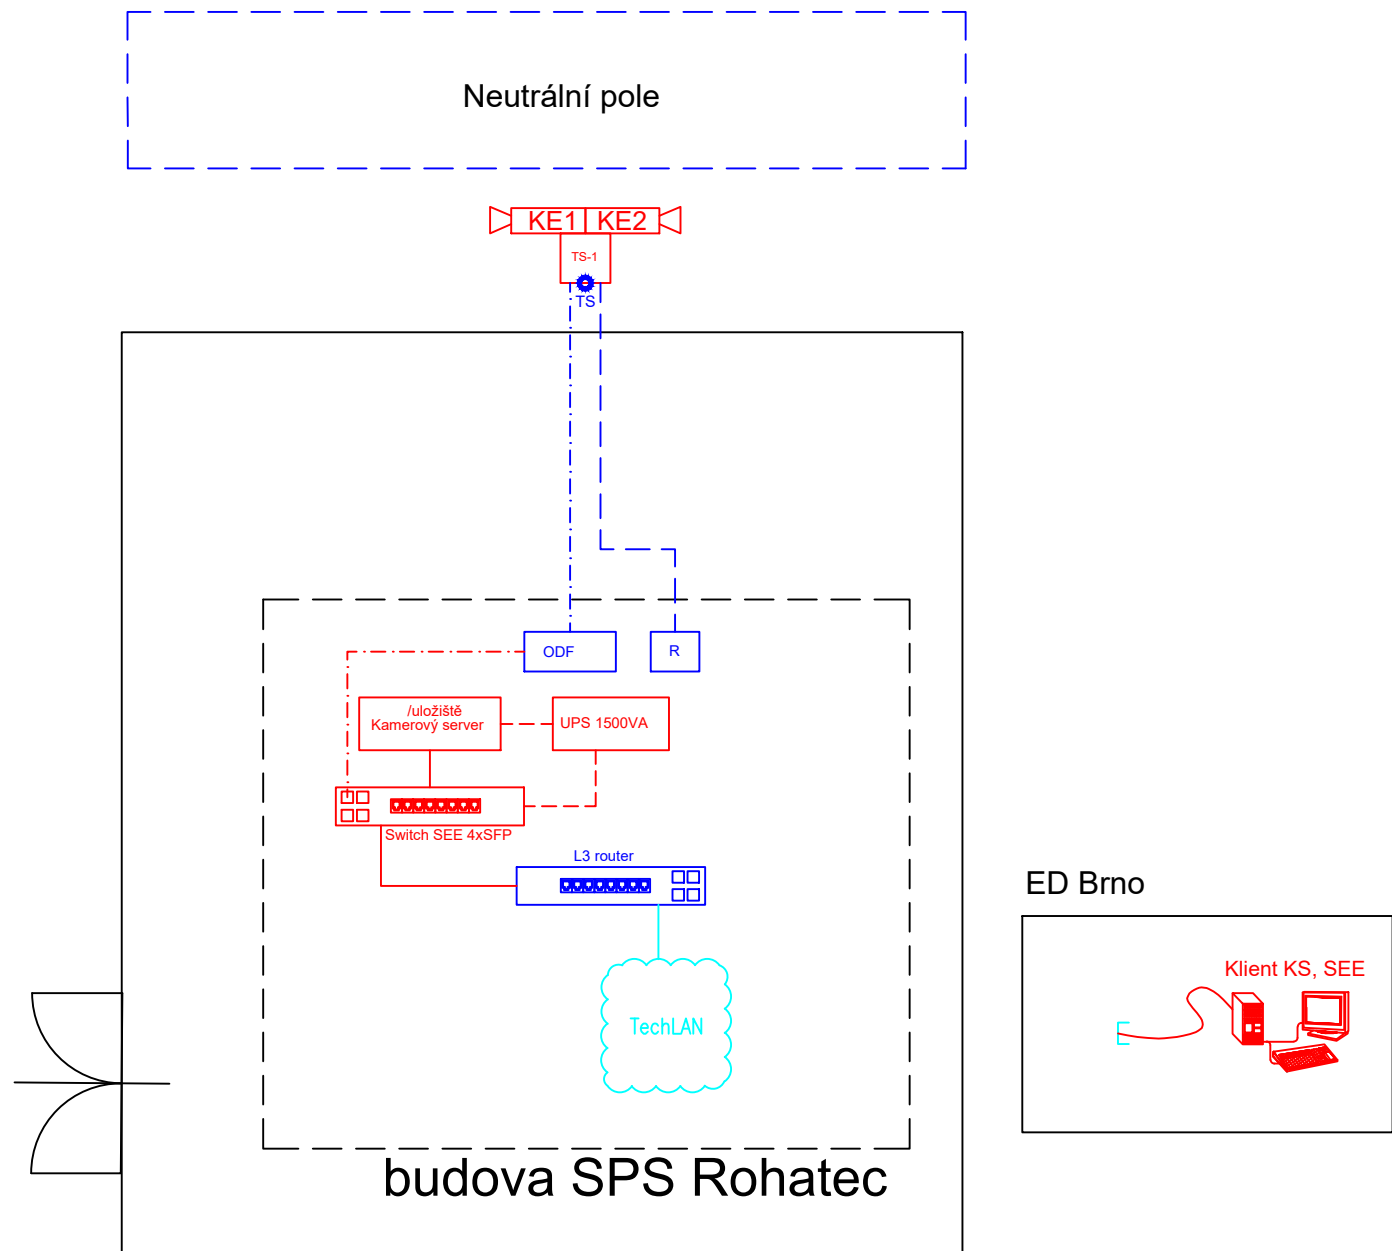 Neutrální pole
KE1 KE2
TS-1
TS
ODF
R
/uložiště
Kamerový server
UPS 1500VA
Switch SEE 4xSFP
L3 router
ED Brno
Klient KS, SEE
TechLAN
budova SPS Rohatec